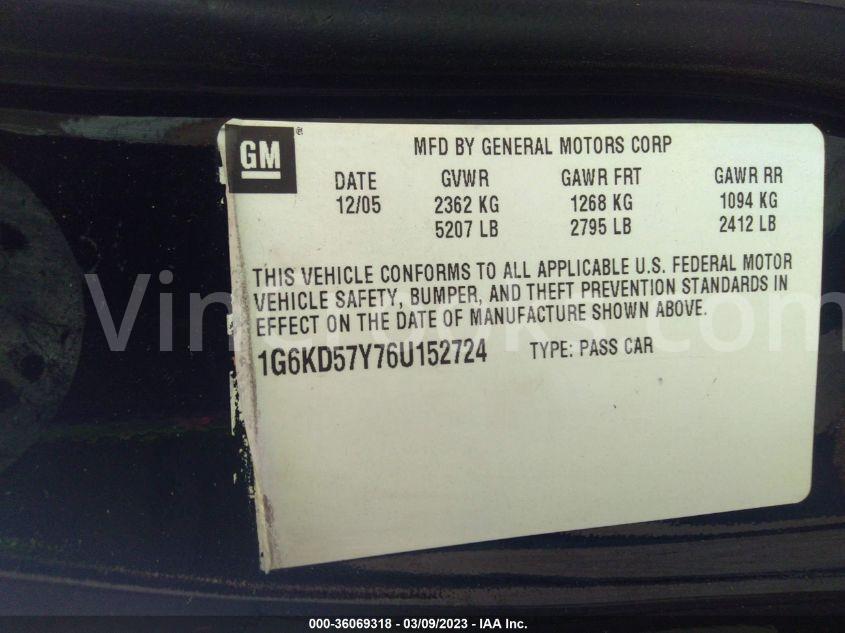 GM®
MFD BY GENERAL MOTORS CORP
DATE GVWR GAWR FRT GAWR RR
12/05 2362 KG 1268 KG 1094 KG
5207 LB 2795 LB 2412 LB
THIS VEHICLE CONFORMS TO ALL APPLICABLE U.S. FEDERAL MOTOR
VEHICLE SAFETY, BUMPER, AND THEFT PREVENTION STANDARDS IN
EFFECT ON THE DATE OF MANUFACTURE SHOWN ABOVE.
1G6KD57Y76U152724 TYPE: PASS CAR
000-36069318 - 03/09/2023 - IAA Inc.